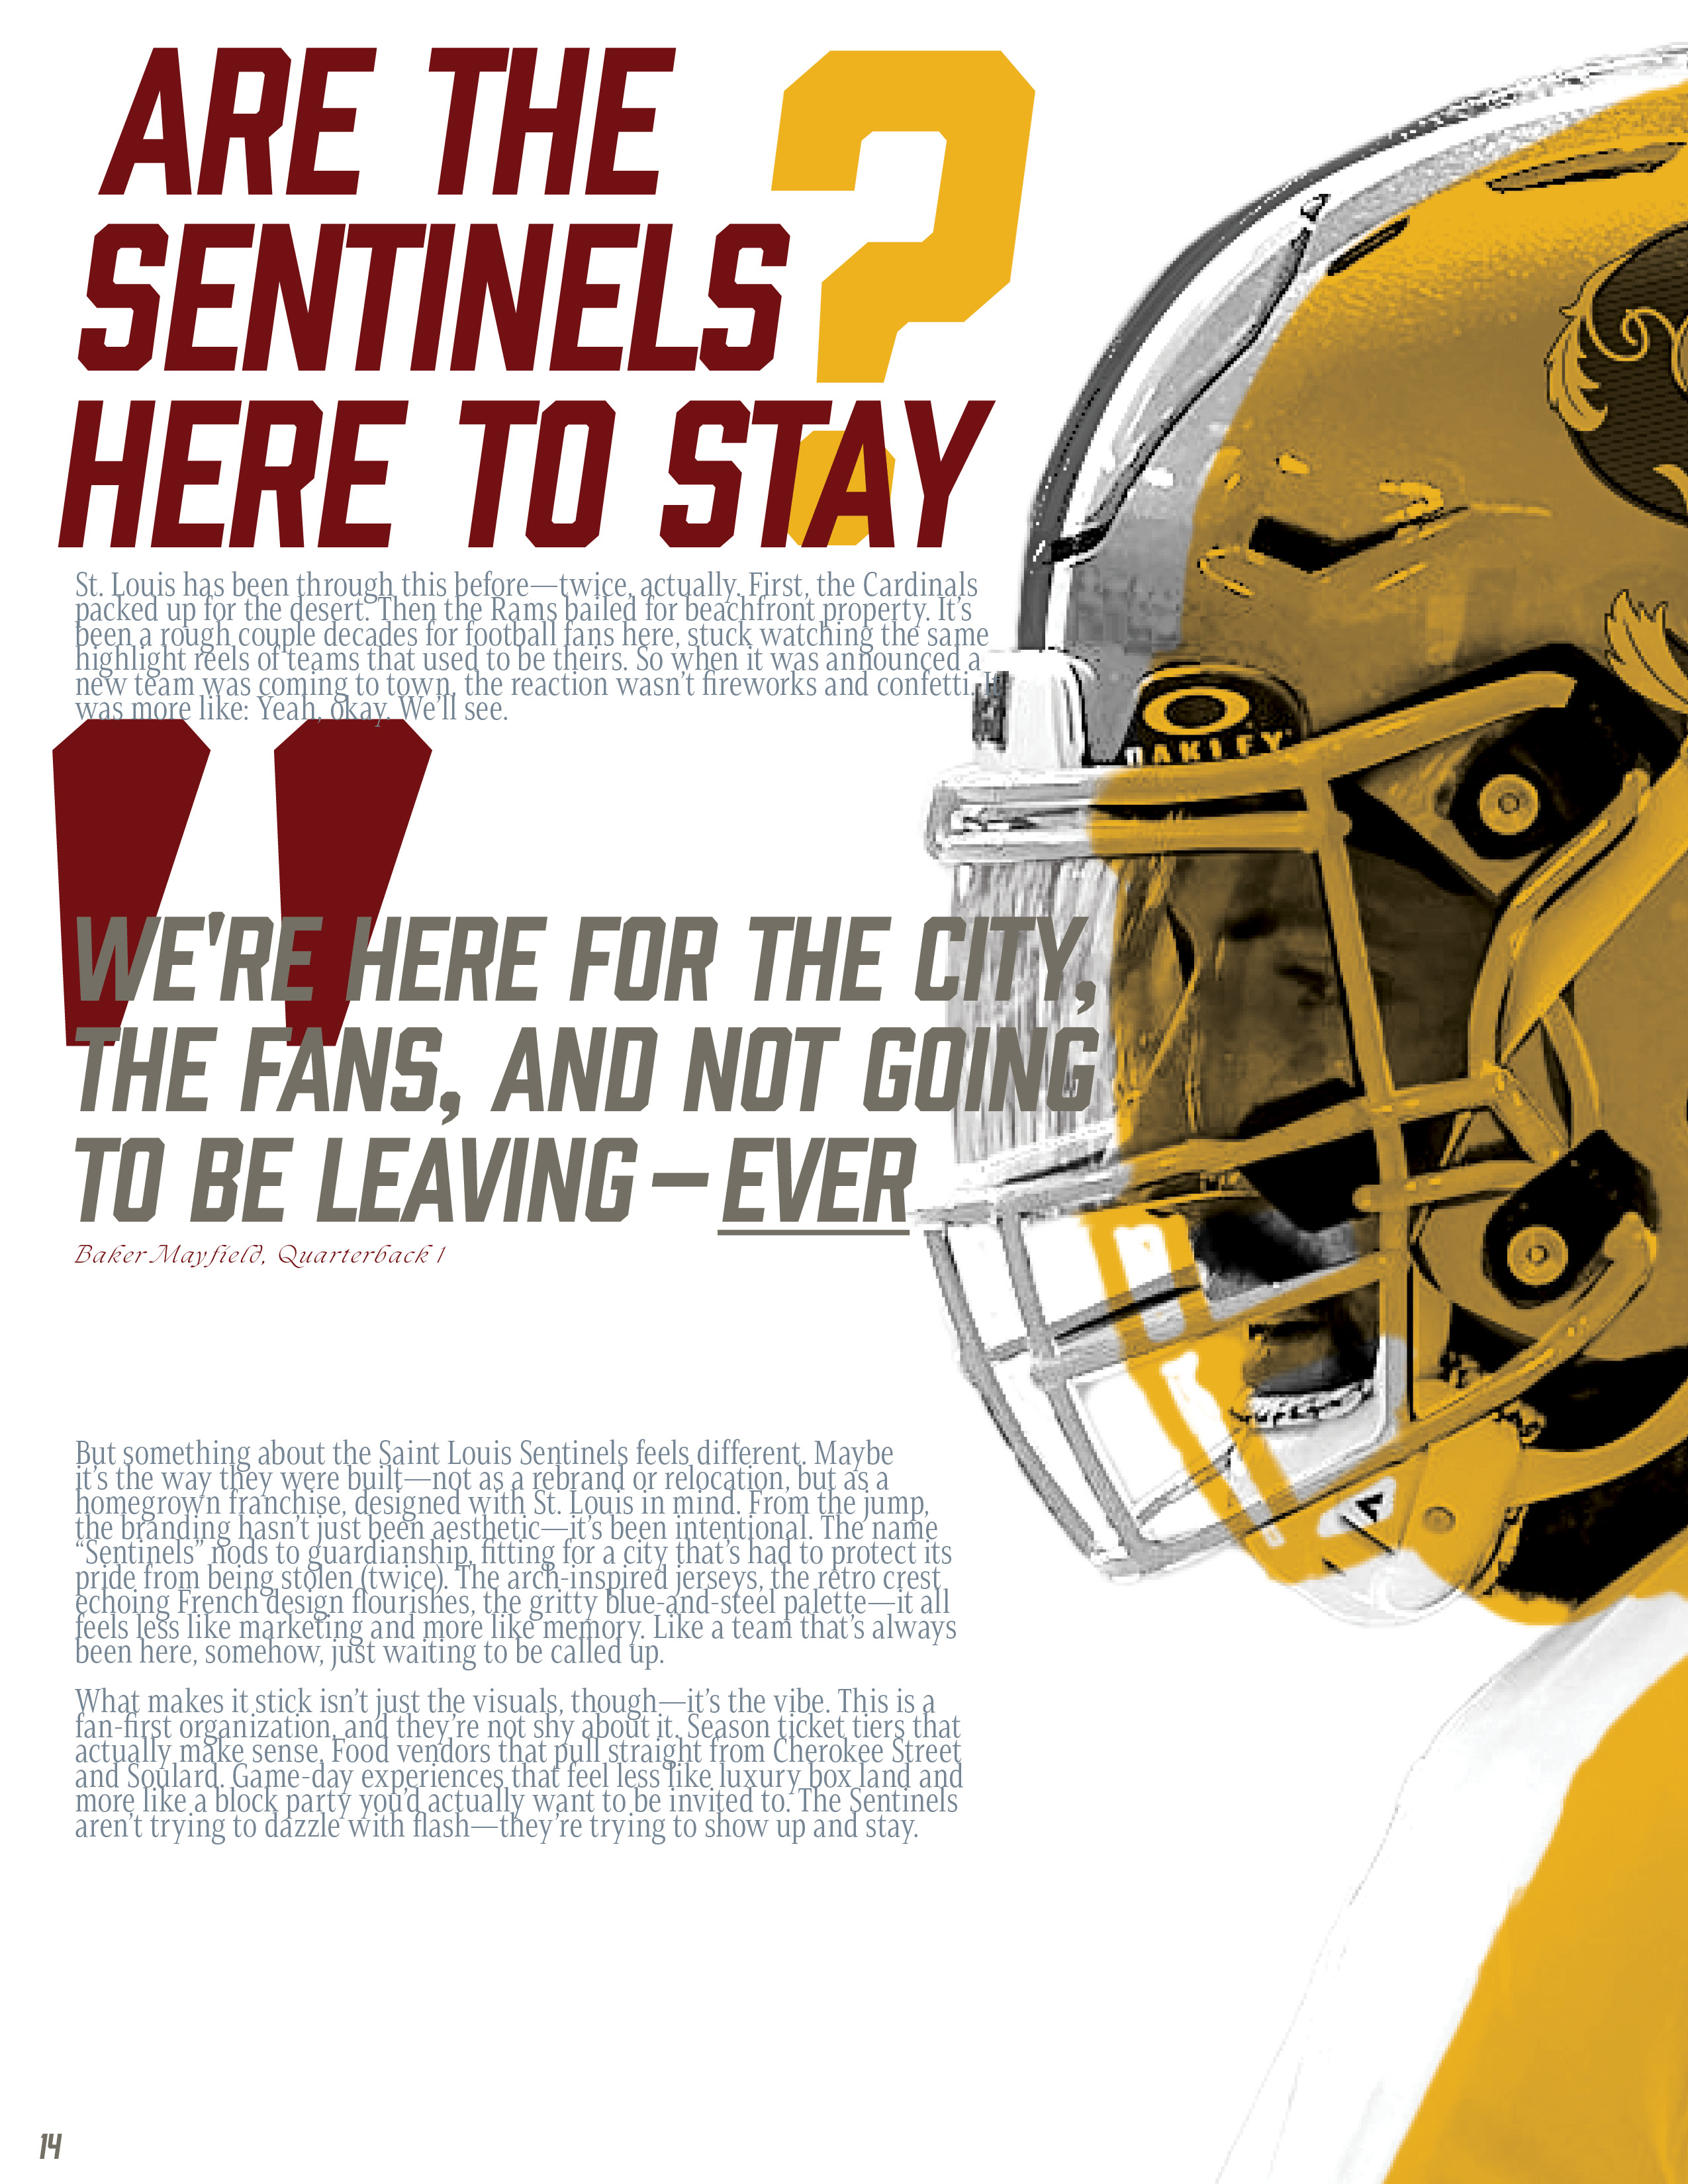 ARE THE
SENTINELS
HERE TO STAY
?
St. Louis has been through this before—twice, actually. First, the Cardinals
packed up for the desert. Then the Rams bailed for beachfront property. It’s
been a rough couple decades for football fans here, stuck watching the same
highlight reels of teams that used to be theirs. So when it was announced a
new team was coming to town, the reaction wasn’t fireworks and confetti. It
was more like: Yeah, okay. We’ll see.
"
WE'RE HERE FOR THE CITY,
THE FANS, AND NOT GOING
TO BE LEAVING—EVER
Baker Mayfield, Quarterback 1
OAKLEY
But something about the Saint Louis Sentinels feels different. Maybe
it’s the way they were built—not as a rebrand or relocation, but as a
homegrown franchise, designed with St. Louis in mind. From the jump,
the branding hasn’t just been aesthetic—it’s been intentional. The name
“Sentinels” nods to guardianship, fitting for a city that’s had to protect its
pride from being stolen (twice). The arch-inspired jerseys, the retro crest
echoing French design flourishes, the gritty blue-and-steel palette—it all
feels less like marketing and more like memory. Like a team that’s always
been here, somehow, just waiting to be called up.
What makes it stick isn’t just the visuals, though—it’s the vibe. This is a
fan-first organization, and they’re not shy about it. Season ticket tiers that
actually make sense. Food vendors that pull straight from Cherokee Street
and Soulard. Game-day experiences that feel less like luxury box land and
more like a block party you’d actually want to be invited to. The Sentinels
aren’t trying to dazzle with flash—they’re trying to show up and stay.
14